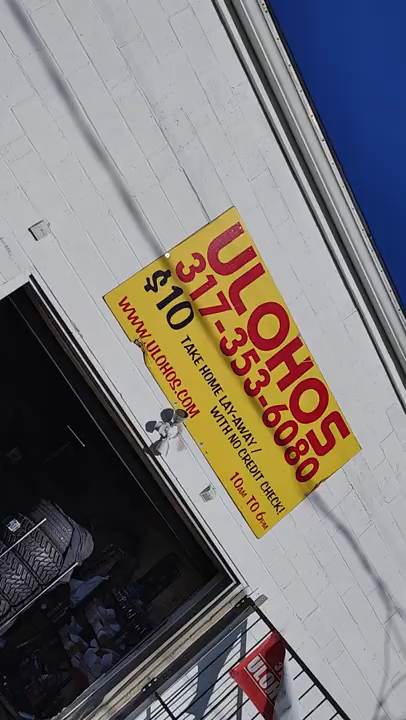 ULOHOS
317-353-6080
$10 TAKE HOME LAY-AWAY /
WITH NO CREDIT CHECK!
WWW.ULOHOS.COM
10AM TO 6PM